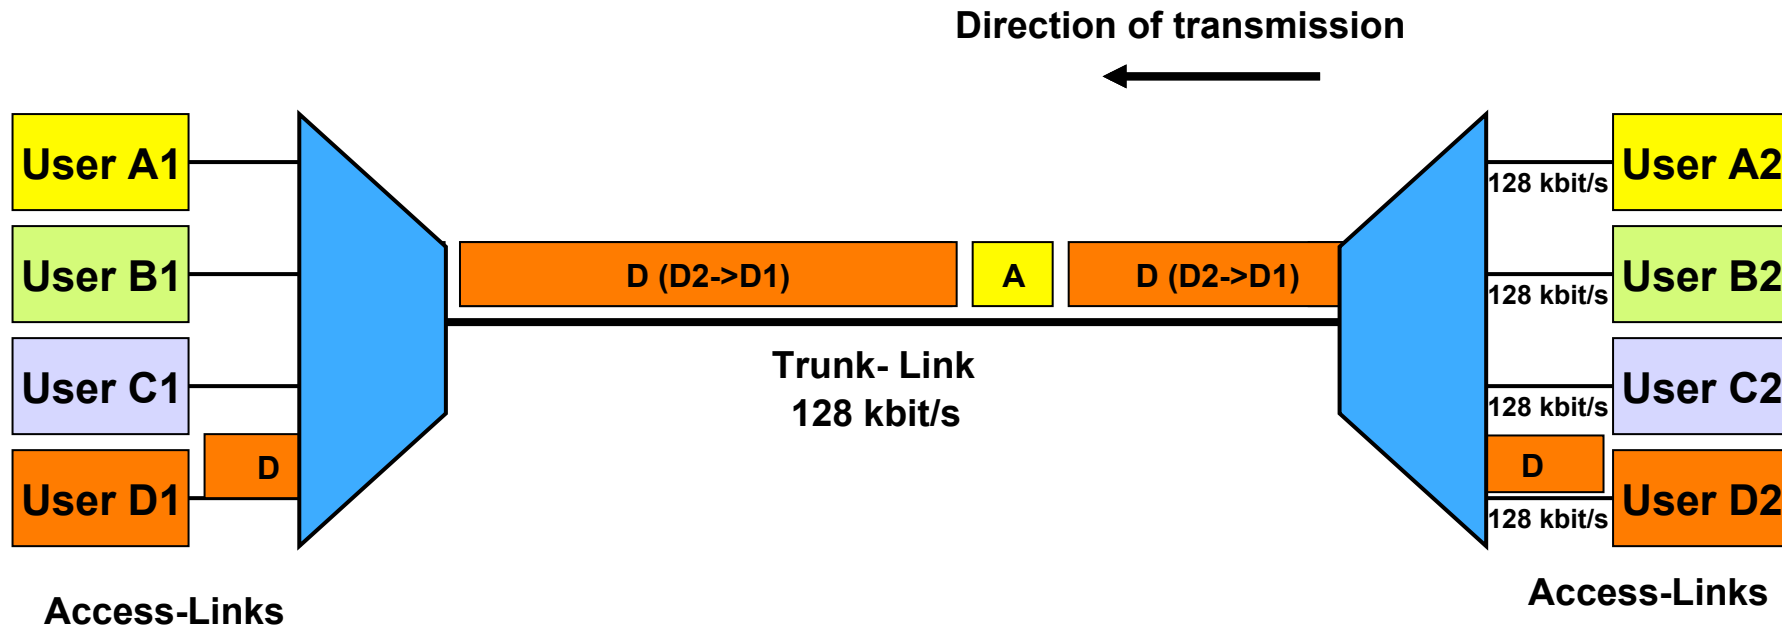 Direction of transmission
User A1
User B1
User C1
User D1
D
D (D2->D1)
A
D (D2->D1)
Trunk- Link
128 kbit/s
128 kbit/s
128 kbit/s
128 kbit/s
D
128 kbit/s
User A2
User B2
User C2
User D2
Access-Links
Access-Links